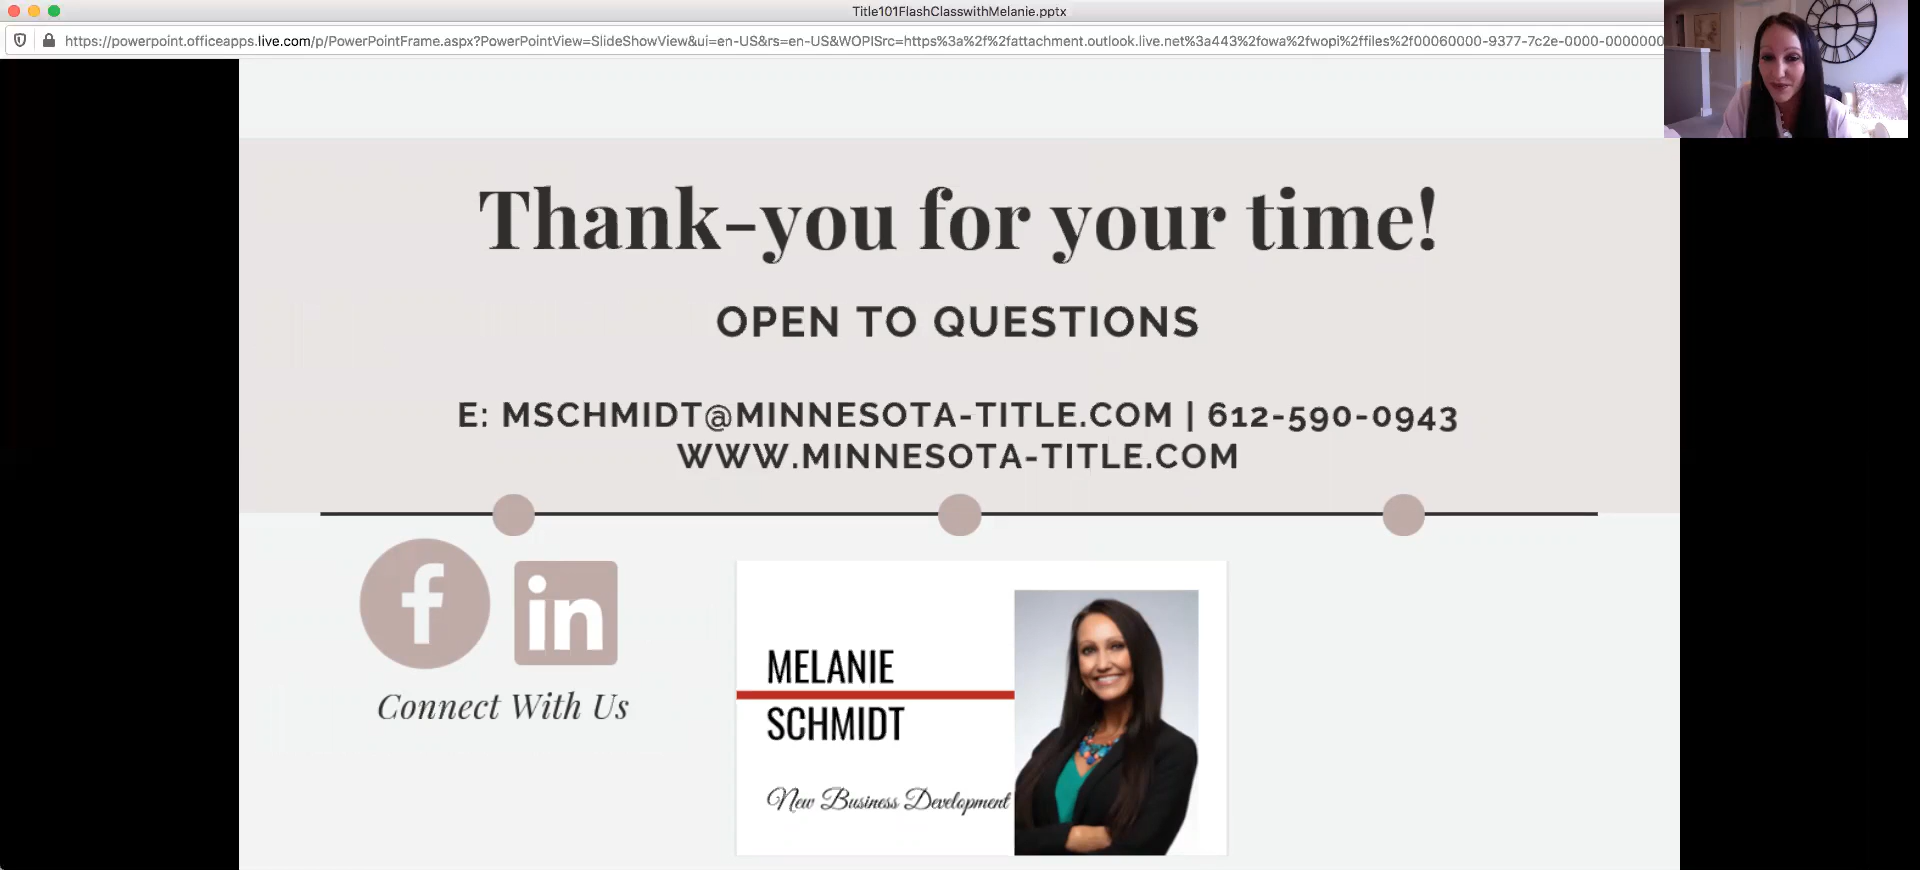 Title101FlashClasswithMelanie.pptx
https://powerpoint.officeapps.live.com/p/PowerPointFrame.aspx?PowerPointView=SlideShowView&ui=en-US&rs=en-US&WOPISrc=https%3a%2f%2fattachment.outlook.live.net%3a443%2fowa%2fwopi%2ffiles%2f00060000-9377-7c2e-0000-0000000
Thank-you for your time!
OPEN TO QUESTIONS
E: MSCHMIDT@MINNESOTA-TITLE.COM | 612-590-0943
WWW.MINNESOTA-TITLE.COM
f in
Connect With Us
MELANIE
SCHMIDT
New Business Development